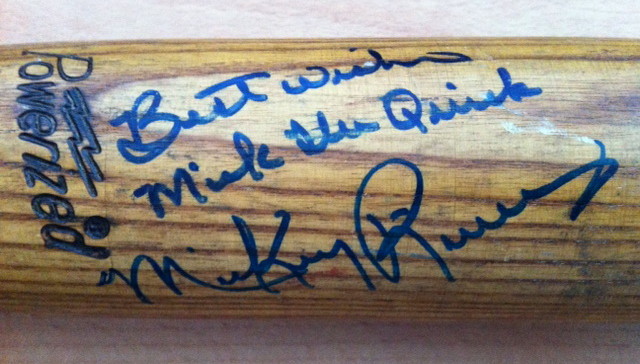 Powerized
Best wishes
Mick the Quick
Mickey Rivers